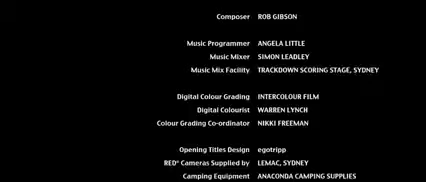 Composer ROB GIBSON
Music Programmer ANGELA LITTLE
Music Mixer SIMON LEADLEY
Music Mix Facility TRACKDOWN SCORING STAGE, SYDNEY
Digital Colour Grading INTERCOLOUR FILM
Digital Colourist WARREN LYNCH
Colour Grading Co-ordinator NIKKI FREEMAN
Opening Titles Design egotripp
RED® Cameras Supplied by LEMAC, SYDNEY
Camping Equipment ANACONDA CAMPING SUPPLIES